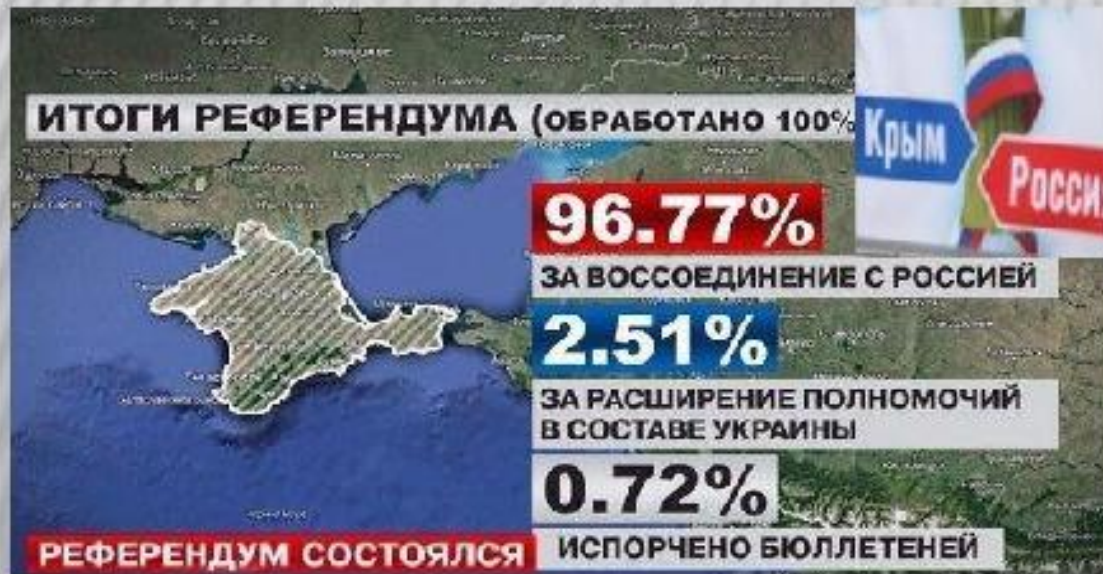 ИТОГИ РЕФЕРЕНДУМА (ОБРАБОТАНО 100%
Крым
96.77%
ЗА ВОССОЕДИНЕНИЕ С РОССИЕЙ
2.51%
ЗА РАСШИРЕНИЕ ПОЛНОМОЧИЙ
В СОСТАВЕ УКРАИНЫ
0.72%
РЕФЕРЕНДУМ СОСТОЯЛСЯ
ИСПОРЧЕНО БЮЛЛЕТЕНЕЙ